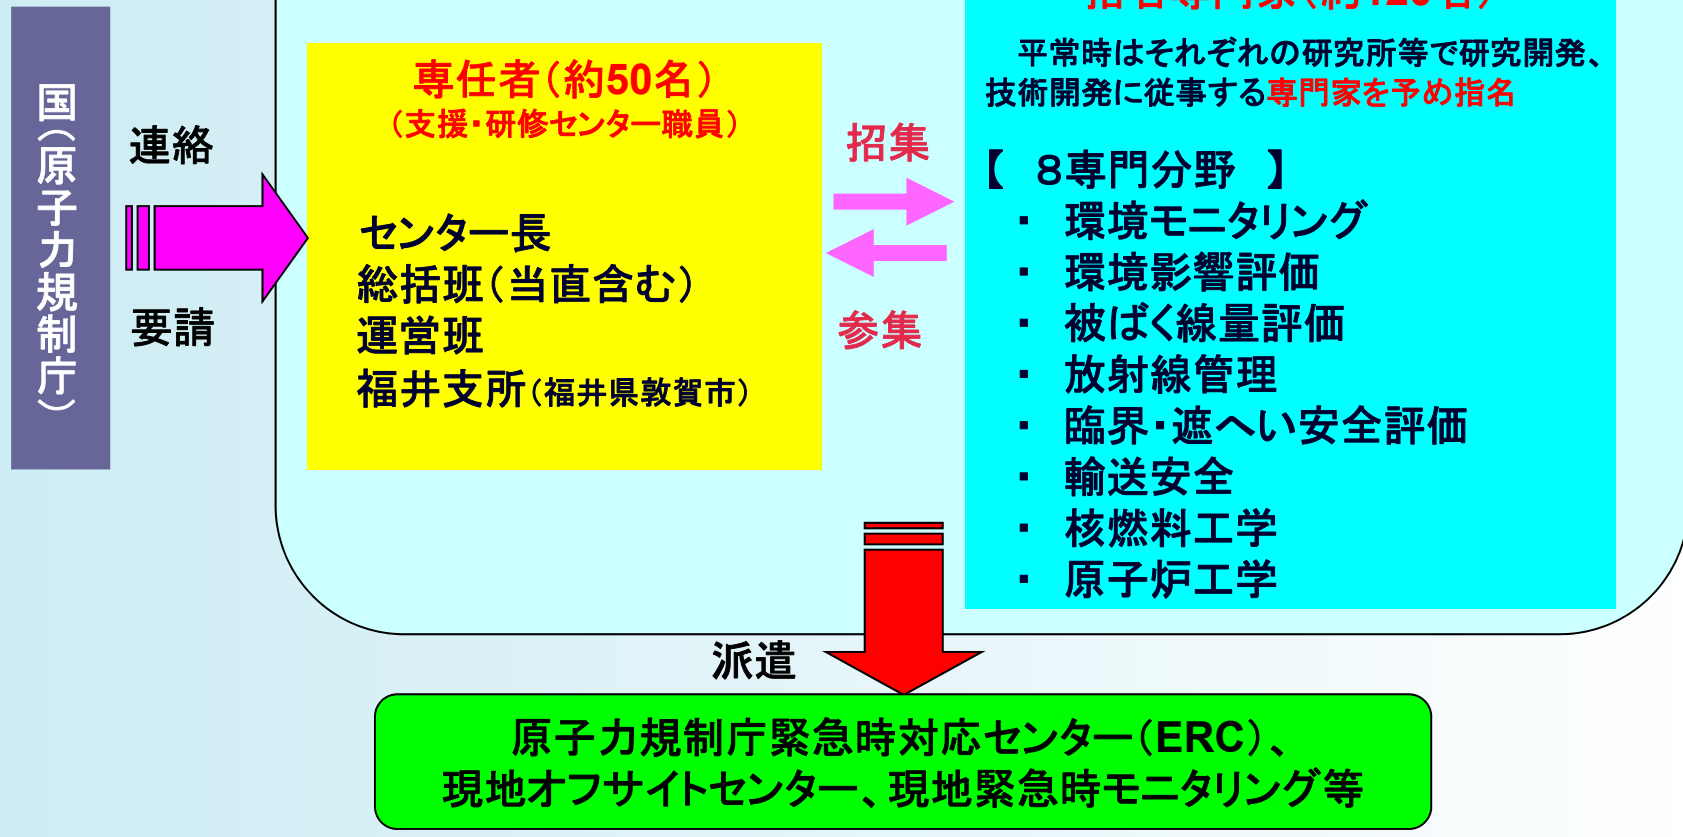 国（原子力規制庁）
連絡
要請
専任者（約50名）
（支援・研修センター職員）
センター長
総括班（当直含む）
運営班
福井支所（福井県敦賀市）
招集
参集
平常時はそれぞれの研究所等で研究開発、
技術開発に従事する専門家を予め指名
【　８専門分野　】
・　環境モニタリング
・　環境影響評価
・　被ばく線量評価
・　放射線管理
・　臨界・遮へい安全評価
・　輸送安全
・　核燃料工学
・　原子炉工学
派遣
原子力規制庁緊急時対応センター（ERC）、
現地オフサイトセンター、現地緊急時モニタリング等